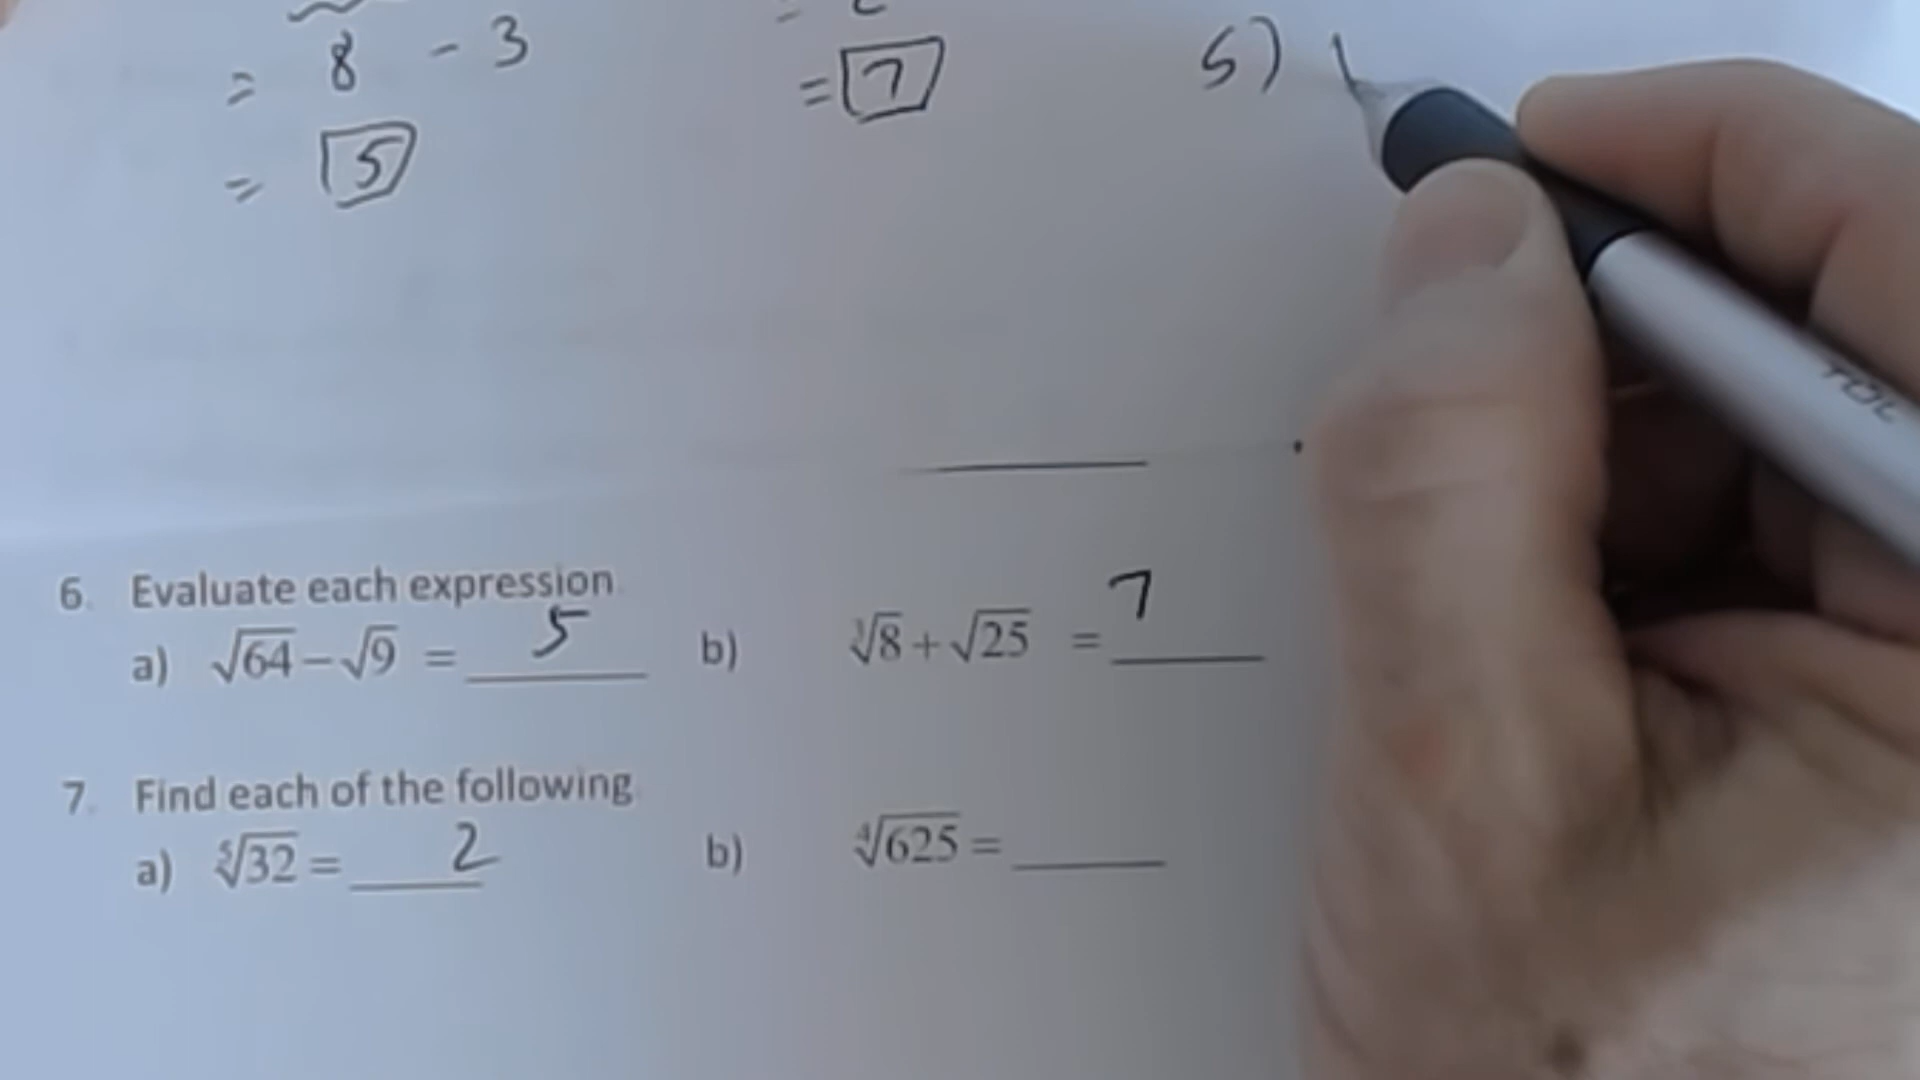 = 8 - 3
= 5
= 7
5)
6. Evaluate each expression
a) √64 - √9 = 5 b) ∛8 + √25 = 7
7. Find each of the following
a) ⁵√32 = 2 b) ⁴√625 = ____